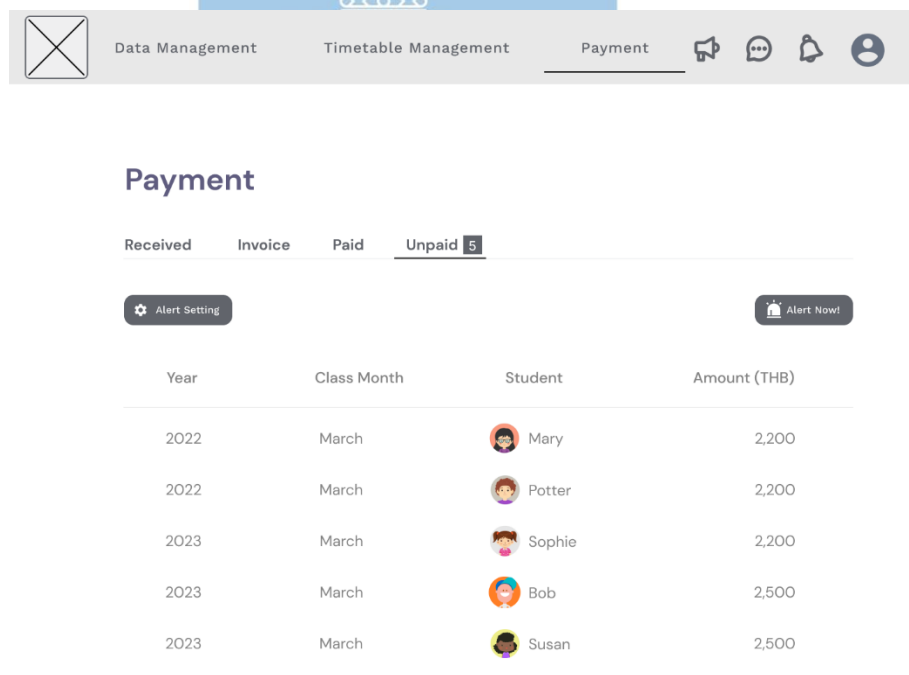 Data Management Timetable Management Payment
Payment
Received Invoice Paid Unpaid 5
Alert Setting Alert Now!
Year Class Month Student Amount (THB)
2022 March Mary 2,200
2022 March Potter 2,200
2023 March Sophie 2,200
2023 March Bob 2,500
2023 March Susan 2,500